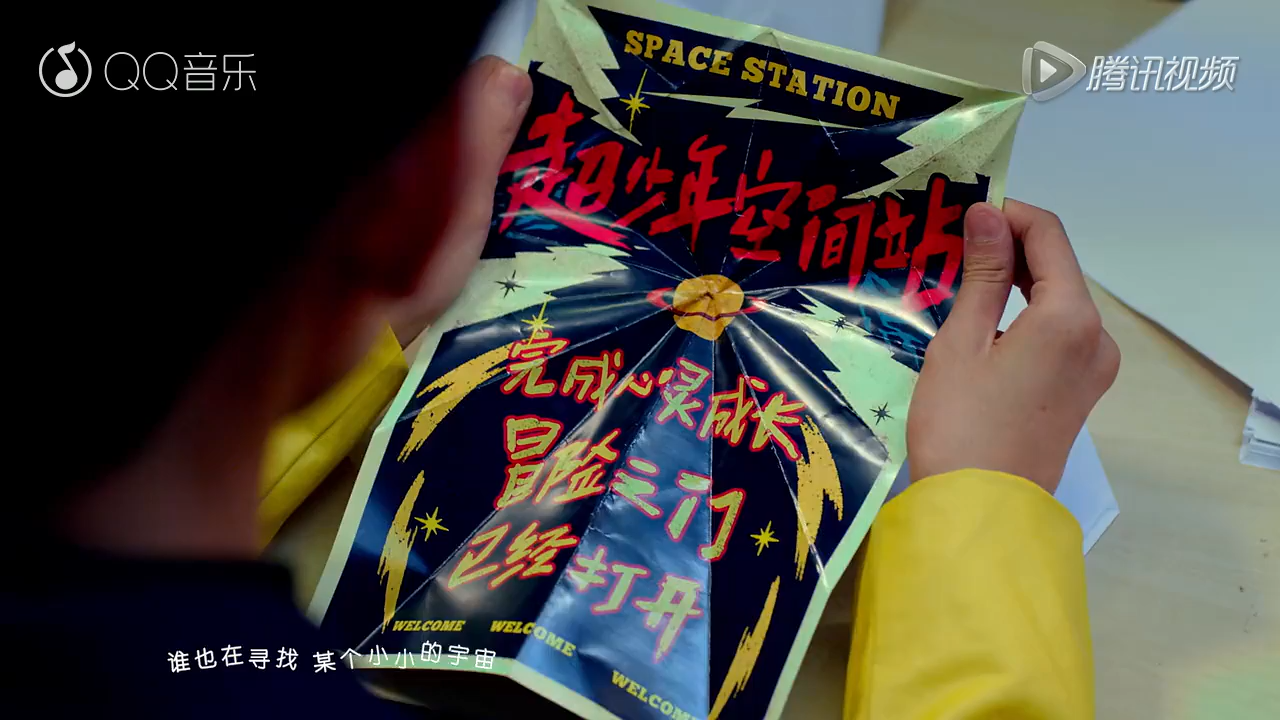 QQ音乐
腾讯视频
SPACE STATION
超少年空间站
完成心灵成长
冒险之门
已经打开
WELCOME
WELCOME
WELCOME
谁也在寻找 某个小小的宇宙